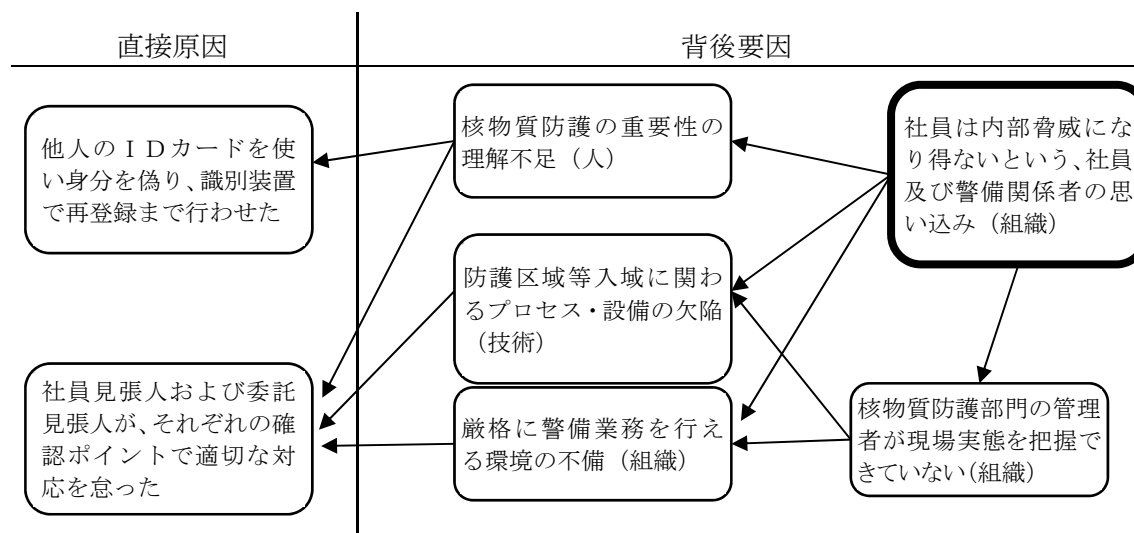 直接原因
背後要因
他人のＩＤカードを使
い身分を偽り、識別装置
で再登録まで行わせた
社員見張人および委託
見張人が、それぞれの確
認ポイントで適切な対
応を怠った
核物質防護の重要性の
理解不足（人）
防護区域等入域に関わ
るプロセス・設備の欠陥
（技術）
厳格に警備業務を行え
る環境の不備（組織）
社員は内部脅威にな
り得ないという、社員
及び警備関係者の思
い込み（組織）
核物質防護部門の管理
者が現場実態を把握で
きていない（組織）